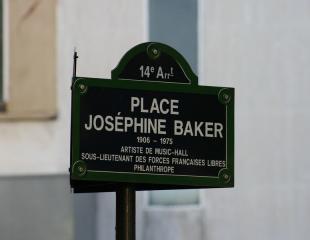 14e Arrt
PLACE
JOSÉPHINE BAKER
1906 - 1975
ARTISTE DE MUSIC-HALL
SOUS-LIEUTENANT DES FORCES FRANÇAISES LIBRES
PHILANTHROPE